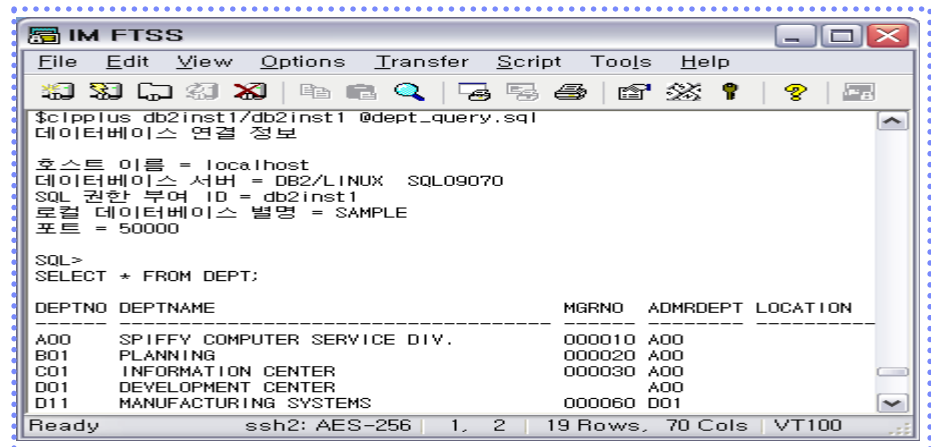 IM FTSS
File Edit View Options Transfer Script Tools Help
$clpplus db2inst1/db2inst1 @dept_query.sql
데이터베이스 연결 정보
호스트 이름 = localhost
데이터베이스 서버 = DB2/LINUX SQL09070
SQL 권한 부여 ID = db2inst1
로컬 데이터베이스 별명 = SAMPLE
포트 = 50000
SQL>
SELECT * FROM DEPT;
DEPTNO DEPTNAME MGRNO ADMRDEPT LOCATION
A00 SPIFFY COMPUTER SERVICE DIV. 000010 A00
B01 PLANNING 000020 A00
C01 INFORMATION CENTER 000030 A00
D01 DEVELOPMENT CENTER A00
D11 MANUFACTURING SYSTEMS 000060 D01
Ready ssh2: AES-256 1, 2 19 Rows, 70 Cols VT100